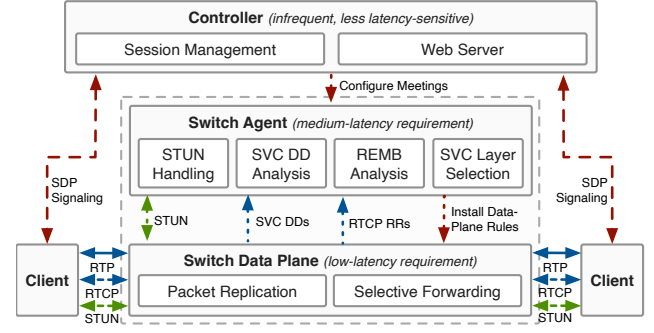 Controller (infrequent, less latency-sensitive)
Session Management
Web Server
Configure Meetings
Switch Agent (medium-latency requirement)
STUN
Handling
SVC DD
Analysis
REMB
Analysis
SVC Layer
Selection
SDP
Signaling
SDP
Signaling
STUN
SVC DDs
RTCP RRs
Install Data-
Plane Rules
Client
RTP
RTCP
STUN
Switch Data Plane (low-latency requirement)
Packet Replication
Selective Forwarding
RTP
RTCP
STUN
Client